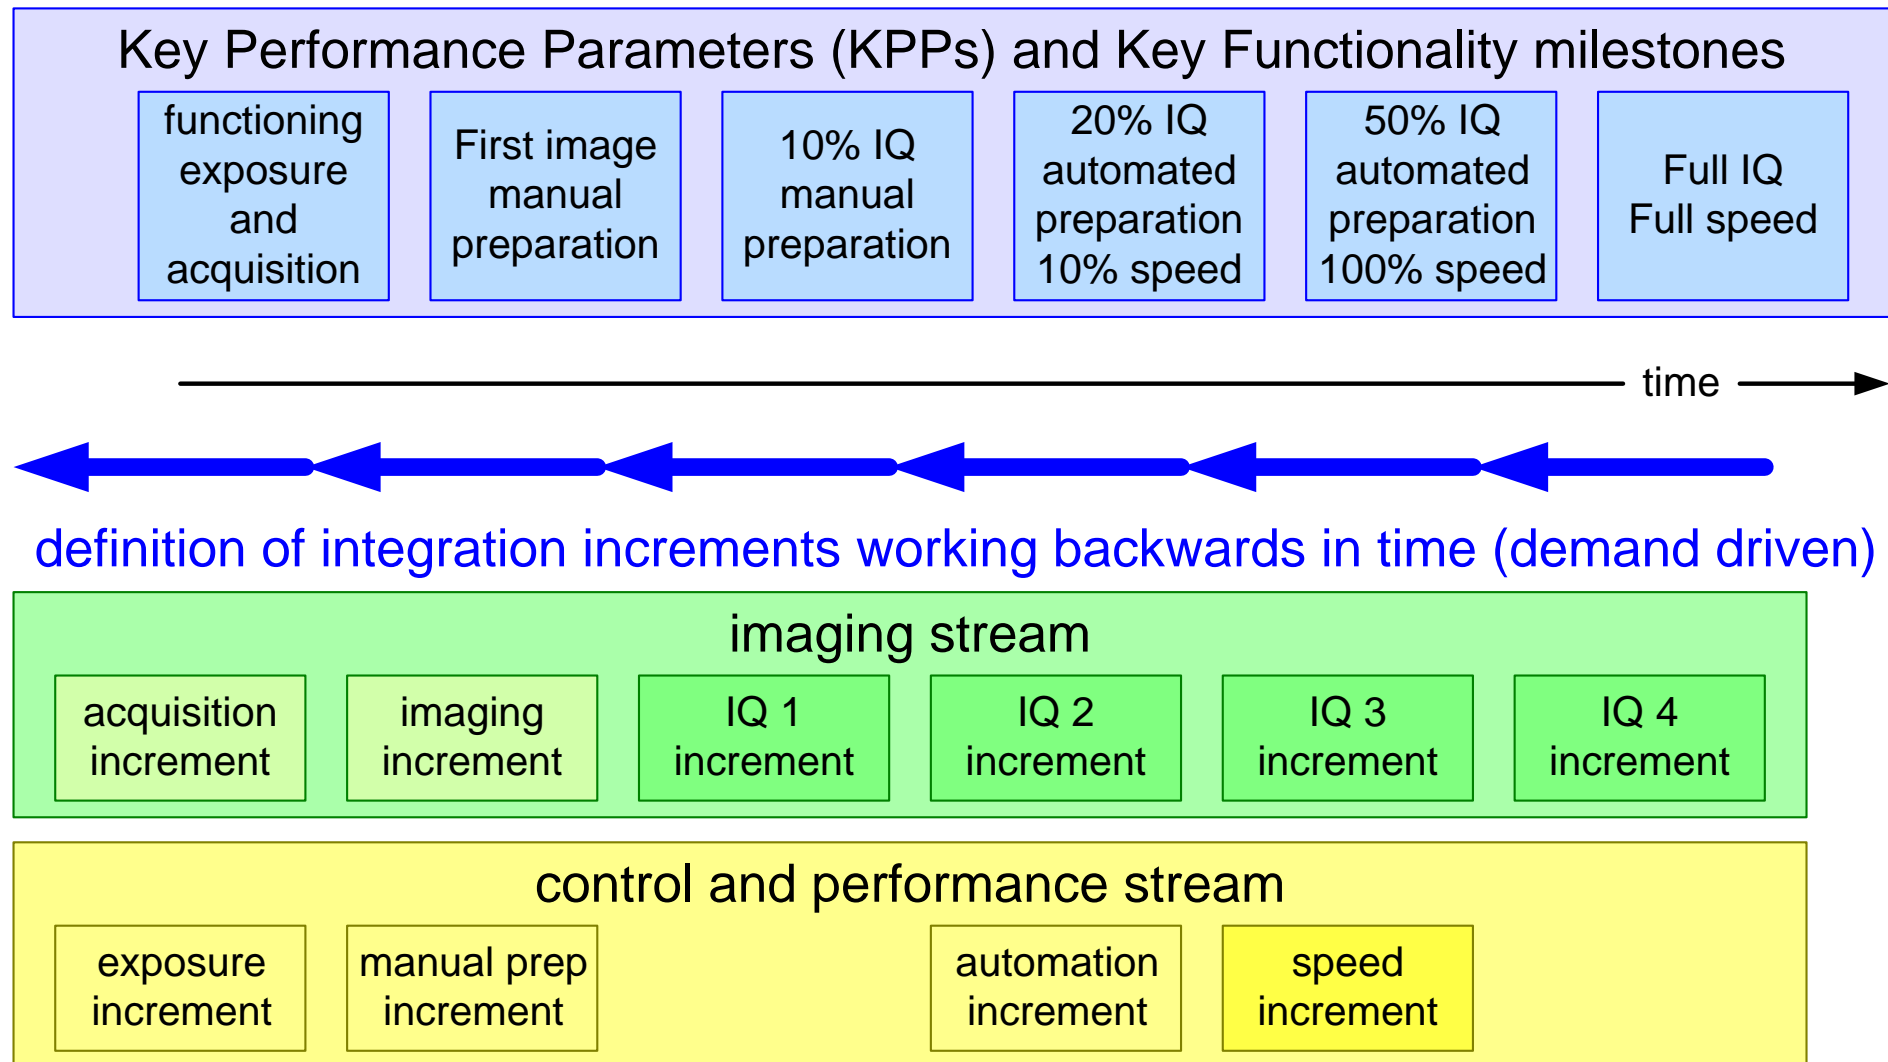 Key Performance Parameters (KPPs) and Key Functionality milestones
functioning
exposure
and
acquisition
First image
manual
preparation
10% IQ
manual
preparation
20% IQ
automated
preparation
10% speed
50% IQ
automated
preparation
100% speed
Full IQ
Full speed
time
definition of integration increments working backwards in time (demand driven)
imaging stream
acquisition
increment
imaging
increment
IQ 1
increment
IQ 2
increment
IQ 3
increment
IQ 4
increment
control and performance stream
exposure
increment
manual prep
increment
automation
increment
speed
increment